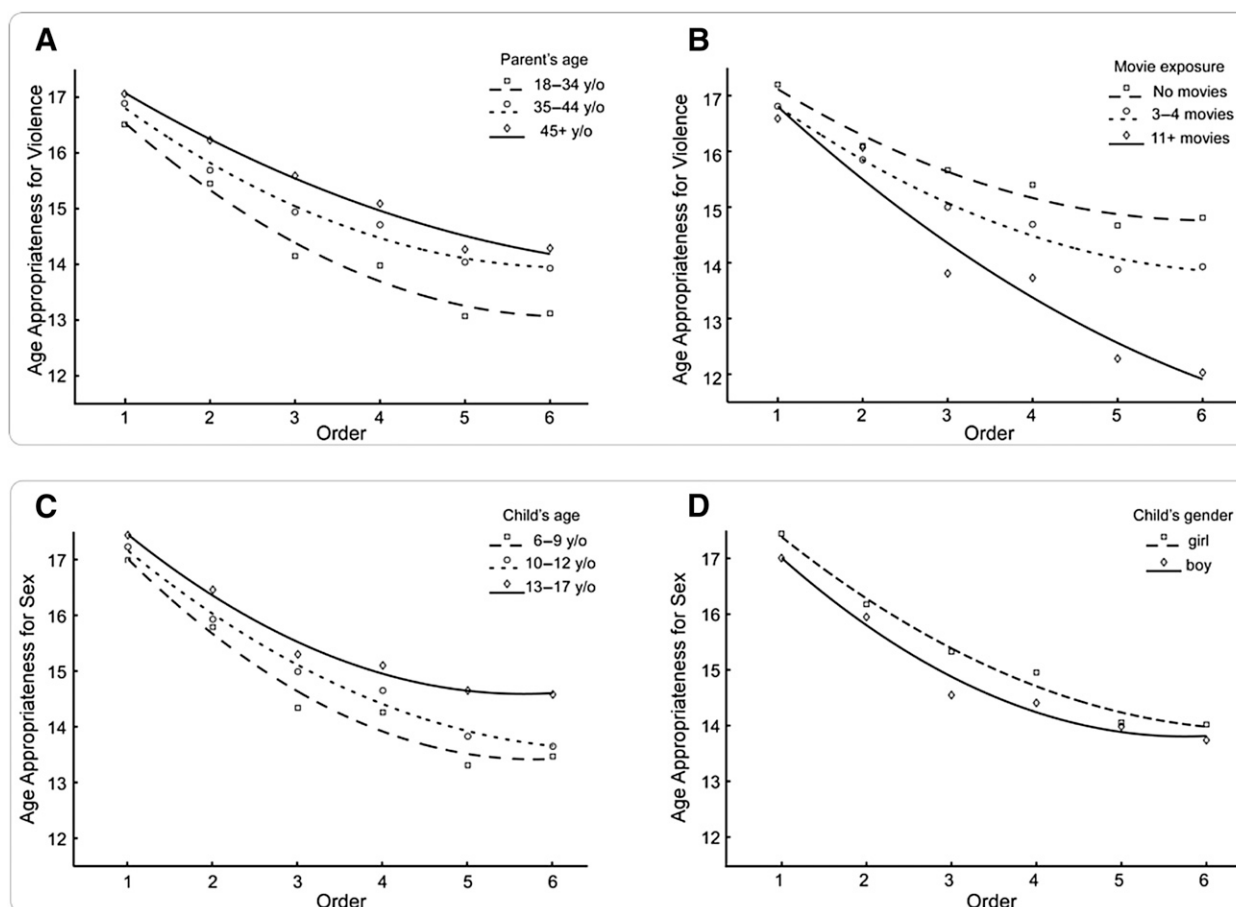 A
Parent's age
18–34 y/o
35–44 y/o
45+ y/o
Age Appropriateness for Violence
17
16
15
14
13
12
1 2 3 4 5 6
Order
B
Movie exposure
No movies
3–4 movies
11+ movies
Age Appropriateness for Violence
17
16
15
14
13
12
1 2 3 4 5 6
Order
C
Child's age
6–9 y/o
10–12 y/o
13–17 y/o
Age Appropriateness for Sex
17
16
15
14
13
12
1 2 3 4 5 6
Order
D
Child's gender
girl
boy
Age Appropriateness for Sex
17
16
15
14
13
12
1 2 3 4 5 6
Order